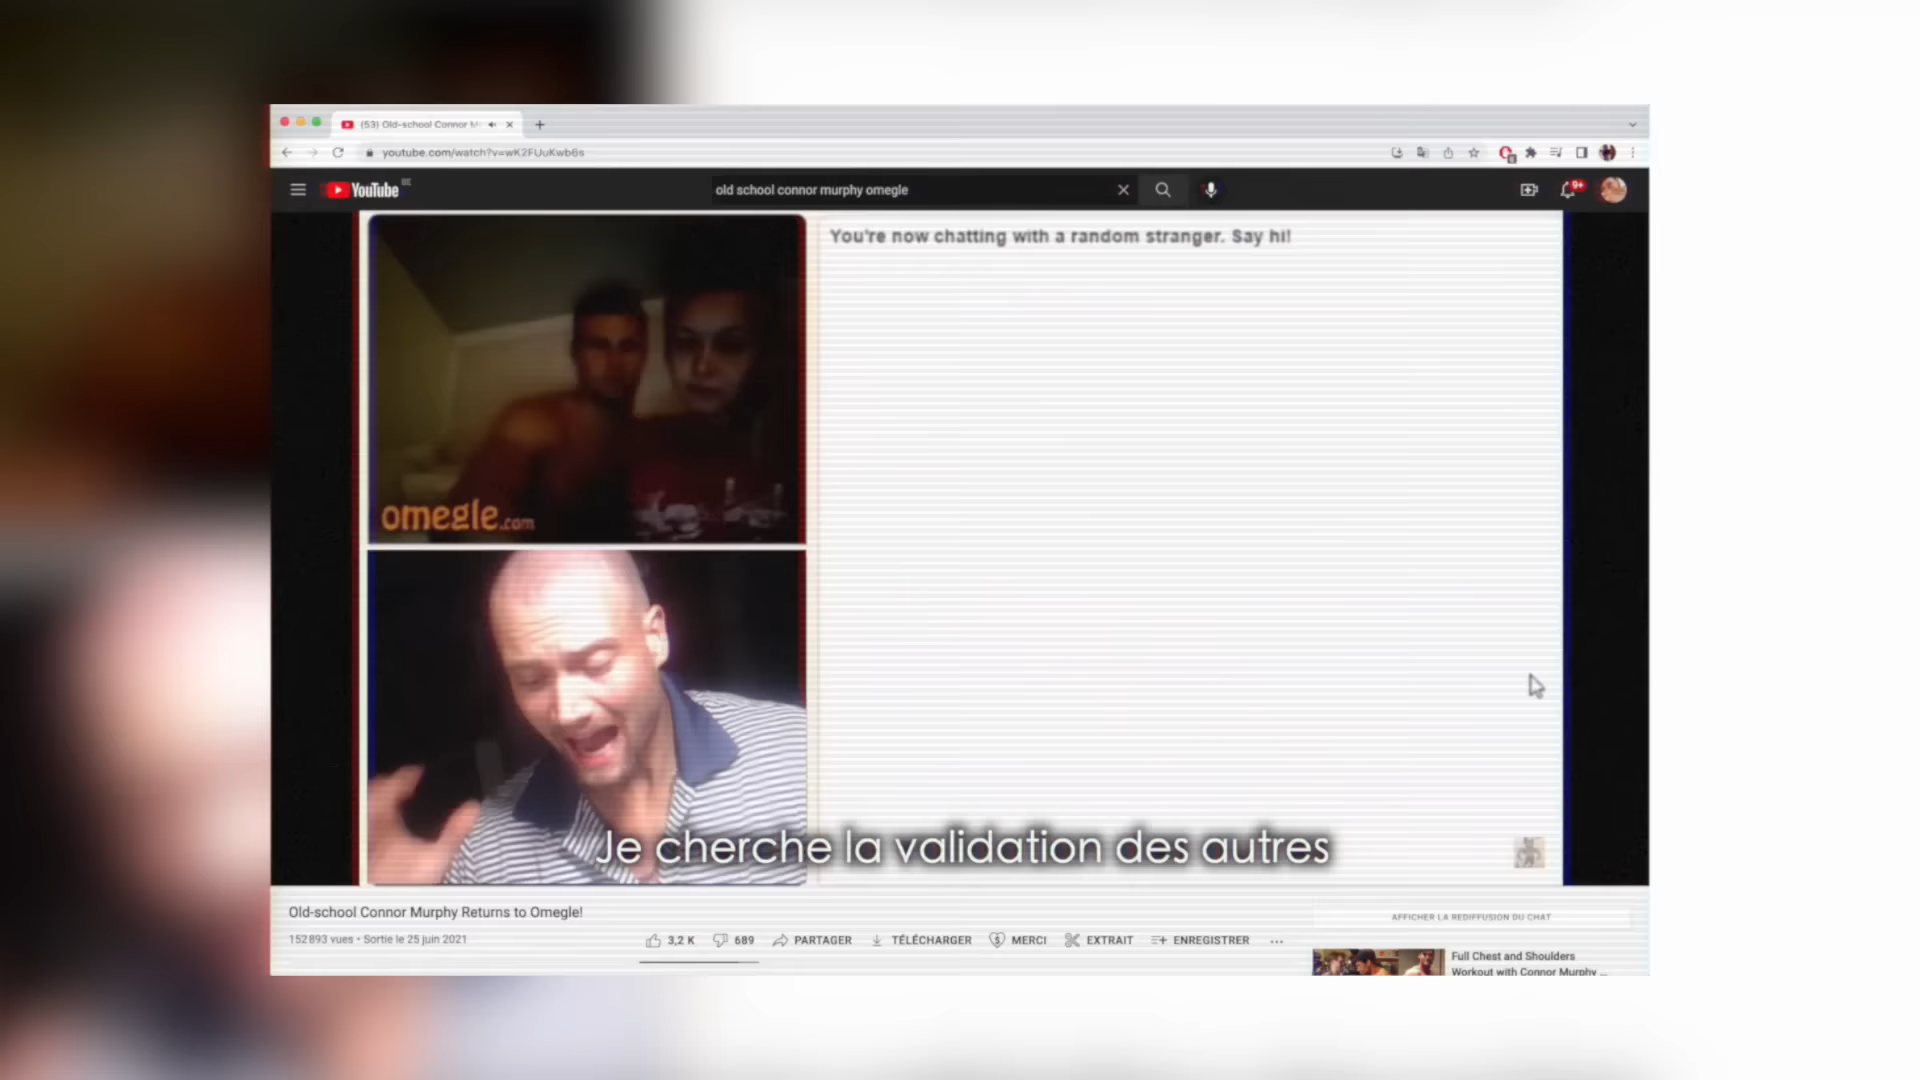 (53) Old-school Connor M
youtube.com/watch?v=wK2FUuKwb6s
YouTube BE
old school connor murphy omegle
9+
You're now chatting with a random stranger. Say hi!
omegle.com
Je cherche la validation des autres
Old-school Connor Murphy Returns to Omegle!
152 893 vues • Sortie le 25 juin 2021
3,2 K
689
PARTAGER
TÉLÉCHARGER
MERCI
EXTRAIT
ENREGISTRER
AFFICHER LA REDIFFUSION DU CHAT
Full Chest and Shoulders
Workout with Connor Murphy ...